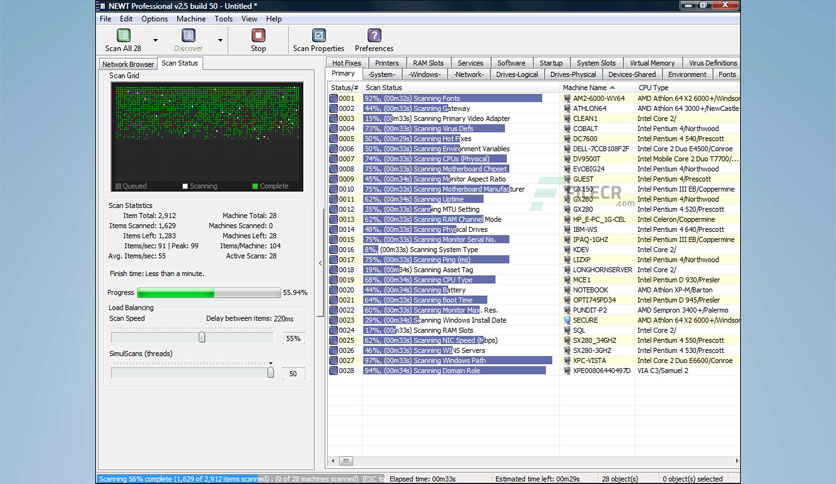 NEWT Professional v2.5 build 50 - Untitled *
File Edit Options Machine Tools View Help
Scan All 28 Discover Stop Scan Properties Preferences
Network Browser Scan Status
Scan Grid
Queued Scanning Complete
Scan Statistics
Item Total: 2,912 Machine Total: 28
Items Scanned: 1,629 Machines Scanned: 0
Items Left: 1,283 Machines Left: 28
Items/sec: 91 | Peak: 99 Items/Machine: 104
Avg. Items/sec: 55 Active Scans: 28
Finish time: Less than a minute.
Progress 55.94%
Load Balancing
Scan Speed Delay between items: 220ms
55%
SimulScans (threads)
50
Hot Fixes Printers RAM Slots Services Software Startup System Slots Virtual Memory Virus Definitions
Primary -System- -Windows- -Network- Drives-Logical Drives-Physical Devices-Shared Environment Fonts
Status/# Scan Status Machine Name CPU Type
0001 92%, (00m32s) Scanning Fonts AM2-6000-WV64 AMD Athlon 64 X2 6000+/Windsor
0002 44%, (00m34s) Scanning Gateway ATHLON64 AMD Athlon 64 3000+/NewCastle
0003 15%, (00m33s) Scanning Primary Video Adapter CLEAN1 Intel Core 2/
0004 73%, (00m33s) Scanning Virus Defs COBALT Intel Pentium 4/Northwood
0005 50%, (00m29s) Scanning Hot Fixes DC7600 Intel Pentium 4 540/Prescott
0006 50%, (00m33s) Scanning Environment Variables DELL-7CCB108F2F Intel Core 2 Duo E4500/Conroe
0007 74%, (00m33s) Scanning CPUs (Physical) DV9500T Intel Mobile Core 2 Duo T7700/...
0008 75%, (00m33s) Scanning Motherboard Chipset EVOBIG24 Intel Pentium 4/Northwood
0009 45%, (00m34s) Scanning Monitor Aspect Ratio GUEST Intel Pentium 4/Prescott
0010 75%, (00m34s) Scanning Motherboard Manufacturer GX150 Intel Pentium III EB/Coppermine
0011 62%, (00m34s) Scanning Uptime GX260 Intel Pentium 4/Northwood
0012 35%, (00m34s) Scanning MTU Setting GX280 Intel Pentium 4 520/Prescott
0013 62%, (00m33s) Scanning RAM Channel Mode HP_E-PC_1G-CEL Intel Celeron/Coppermine
0014 48%, (00m33s) Scanning Physical Drives IBM-WS Intel Pentium 4 640/Prescott
0015 75%, (00m33s) Scanning Monitor Serial No. IPAQ-1GHZ Intel Pentium III EB/Coppermine
0016 8%, (00m33s) Scanning System Type KDEV Intel Core 2/
0017 75%, (00m34s) Scanning Ping (ms) LIZXP Intel Pentium 4/Northwood
0018 19%, (00m34s) Scanning Asset Tag LONGHORNSERVER Intel Core 2/
0019 68%, (00m34s) Scanning CPU Type MCE1 Intel Pentium D 930/Presler
0020 44%, (00m34s) Scanning Battery NOTEBOOK AMD Athlon XP-M/Barton
0021 64%, (00m33s) Scanning Boot Time OPTI745PD34 Intel Pentium D 945/Presler
0022 60%, (00m33s) Scanning Monitor Max. Res. PUNDIT-P2 AMD Sempron 3400+/Palermo
0023 29%, (00m34s) Scanning Windows Install Date SECURE AMD Athlon 64 X2 6000+/Windsor
0024 17%, (00m33s) Scanning RAM Slots SQL Intel Core 2/
0025 62%, (00m33s) Scanning NIC Speed (Mbps) SX280_34GHZ Intel Pentium 4 550/Prescott
0026 46%, (00m33s) Scanning WINS Servers SX280-3GHZ Intel Pentium 4 530/Prescott
0027 97%, (00m33s) Scanning Windows Path XPC-VISTA Intel Core 2 Duo E6600/Conroe
0028 94%, (00m33s) Scanning Domain Role XPE00806440497D VIA C3/Samuel 2
FILECR
.com
Scanning 56% complete (1,629 of 2,912 items scanned) : (0 of 28 machines scanned) (ESC to Elapsed time: 00m33s Estimated time left: 00m29s 28 object(s) 0 object(s) selected